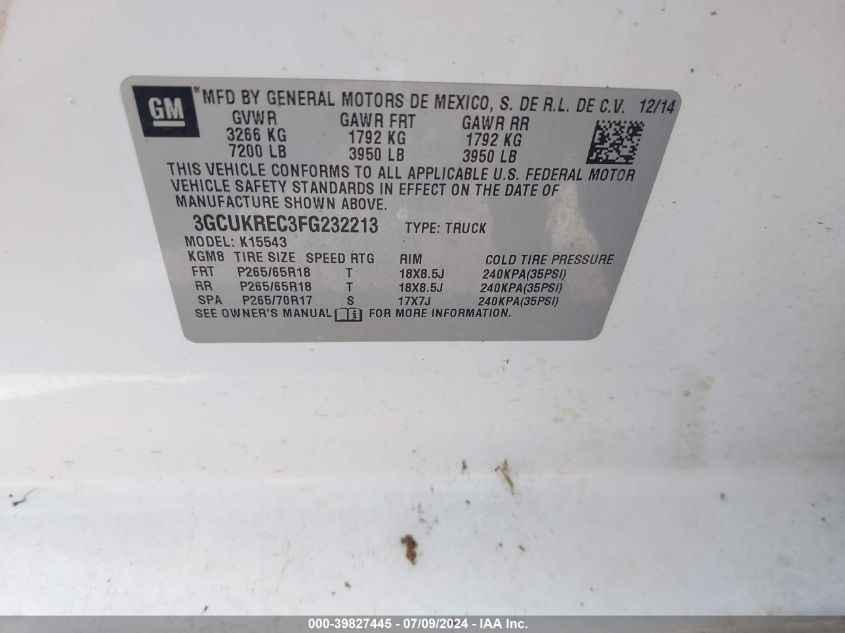 GM ® MFD BY GENERAL MOTORS DE MEXICO, S. DE R.L. DE C.V. 12/14
GVWR GAWR FRT GAWR RR
3266 KG 1792 KG 1792 KG
7200 LB 3950 LB 3950 LB
THIS VEHICLE CONFORMS TO ALL APPLICABLE U.S. FEDERAL MOTOR
VEHICLE SAFETY STANDARDS IN EFFECT ON THE DATE OF
MANUFACTURE SHOWN ABOVE.
3GCUKREC3FG232213 TYPE: TRUCK
MODEL: K15543
KGM8 TIRE SIZE SPEED RTG RIM COLD TIRE PRESSURE
FRT P265/65R18 T 18X8.5J 240KPA(35PSI)
RR P265/65R18 T 18X8.5J 240KPA(35PSI)
SPA P265/70R17 S 17X7J 240KPA(35PSI)
SEE OWNER'S MANUAL FOR MORE INFORMATION.
000-39827445 - 07/09/2024 - IAA Inc.